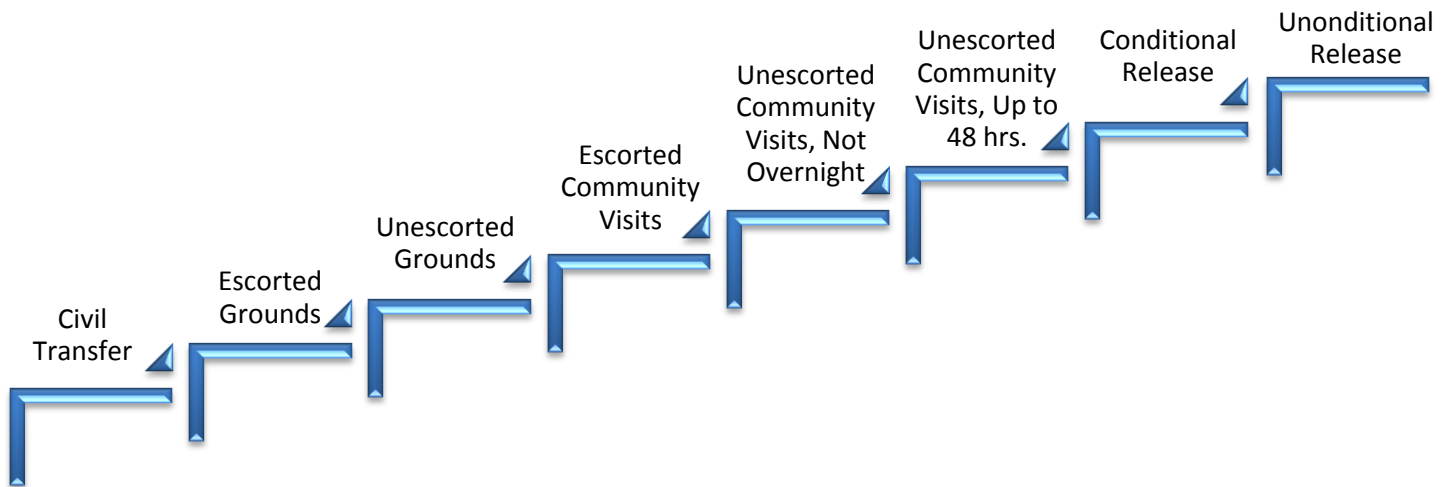 Civil
Transfer
Escorted
Grounds
Unescorted
Grounds
Escorted
Community
Visits
Unescorted
Community
Visits, Not
Overnight
Unescorted
Community
Visits, Up to
48 hrs.
Conditional
Release
Unonditional
Release